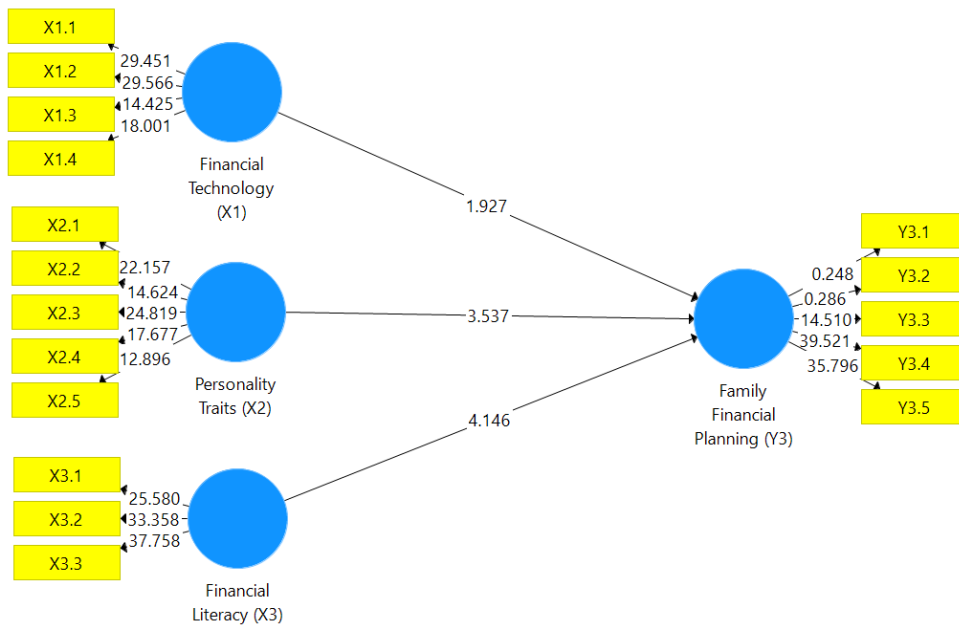 X1.1
X1.2
X1.3
X1.4
29.451
29.566
14.425
18.001
Financial
Technology
(X1)
X2.1
X2.2
X2.3
X2.4
X2.5
22.157
14.624
24.819
17.677
12.896
Personality
Traits (X2)
X3.1
X3.2
X3.3
25.580
33.358
37.758
Financial
Literacy (X3)
1.927
3.537
4.146
Family
Financial
Planning (Y3)
0.248
0.286
14.510
39.521
35.796
Y3.1
Y3.2
Y3.3
Y3.4
Y3.5